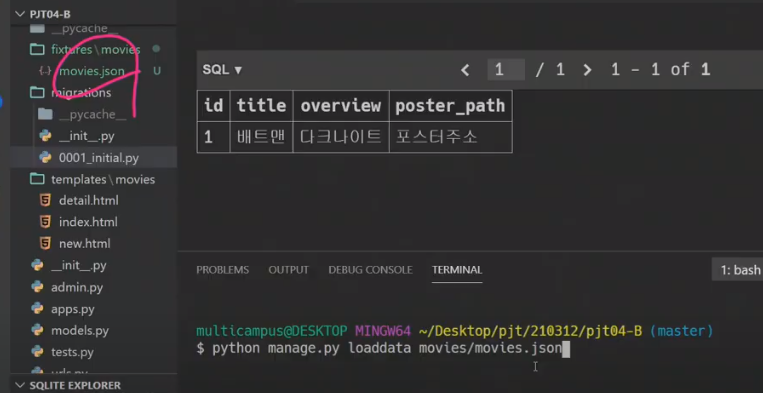 PJT04-B
__pycache__
fixtures\movies
movies.json U
migrations
__pycache__
__init__.py
0001_initial.py
templates\movies
detail.html
index.html
new.html
__init__.py
admin.py
apps.py
models.py
tests.py
urls.py
SQLITE EXPLORER
SQL ▼ < 1 / 1 > 1 - 1 of 1
id title overview poster_path
1 배트맨 다크나이트 포스터주소
PROBLEMS OUTPUT DEBUG CONSOLE TERMINAL 1: bash
multicampus@DESKTOP MINGW64 ~/Desktop/pjt/210312/pjt04-B (master)
$ python manage.py loaddata movies/movies.json